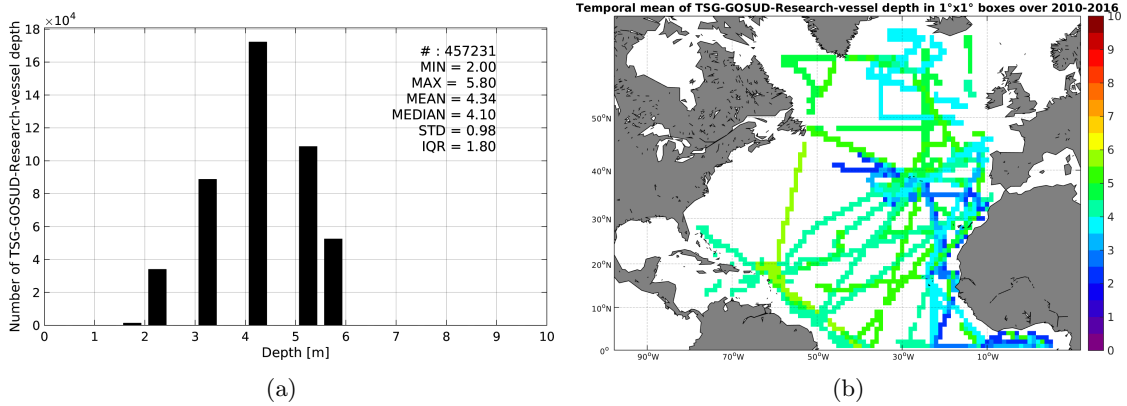 ×10⁴
18
16
14
12
10
8
6
4
2
0
Number of TSG-GOSUD-Research-vessel depth
# : 457231
MIN = 2.00
MAX = 5.80
MEAN = 4.34
MEDIAN = 4.10
STD = 0.98
IQR = 1.80
0 1 2 3 4 5 6 7 8 9 10
Depth [m]
(a)
Temporal mean of TSG-GOSUD-Research-vessel depth in 1°x1° boxes over 2010-2016
50°N
40°N
30°N
20°N
10°N
0°
90°W 70°W 50°W 30°W 10°W
10
9
8
7
6
5
4
3
2
1
0
(b)